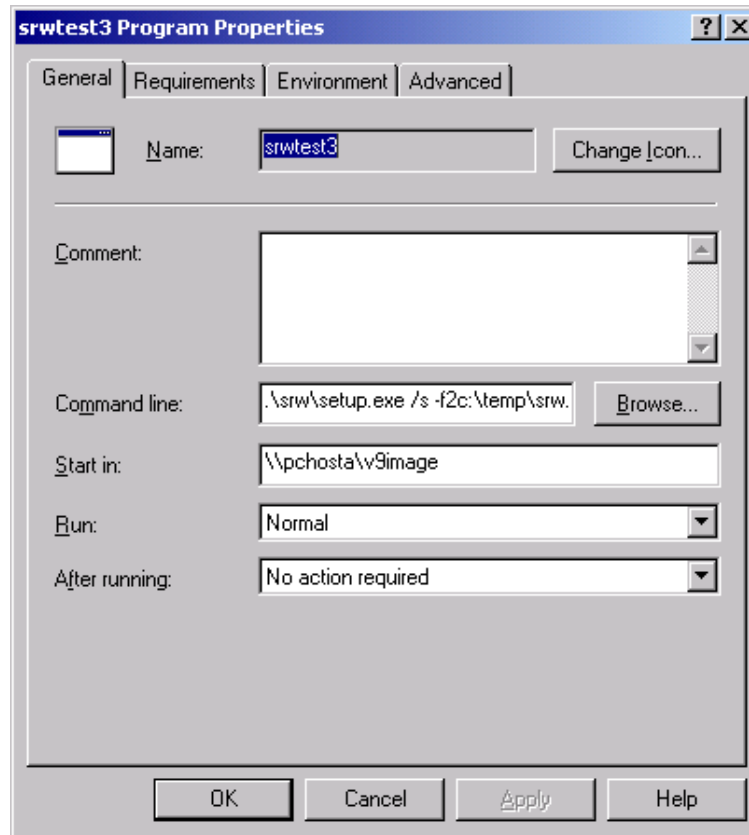 srwtest3 Program Properties
General Requirements Environment Advanced
Name: srwtest3 Change Icon...
Comment:
Command line: .\srw\setup.exe /s -f2c:\temp\srw. Browse...
Start in: \\pchosta\v9image
Run: Normal
After running: No action required
OK Cancel Apply Help